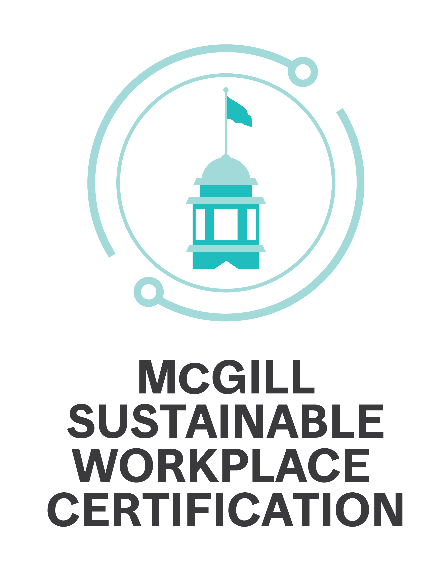 McGILL
SUSTAINABLE
WORKPLACE
CERTIFICATION